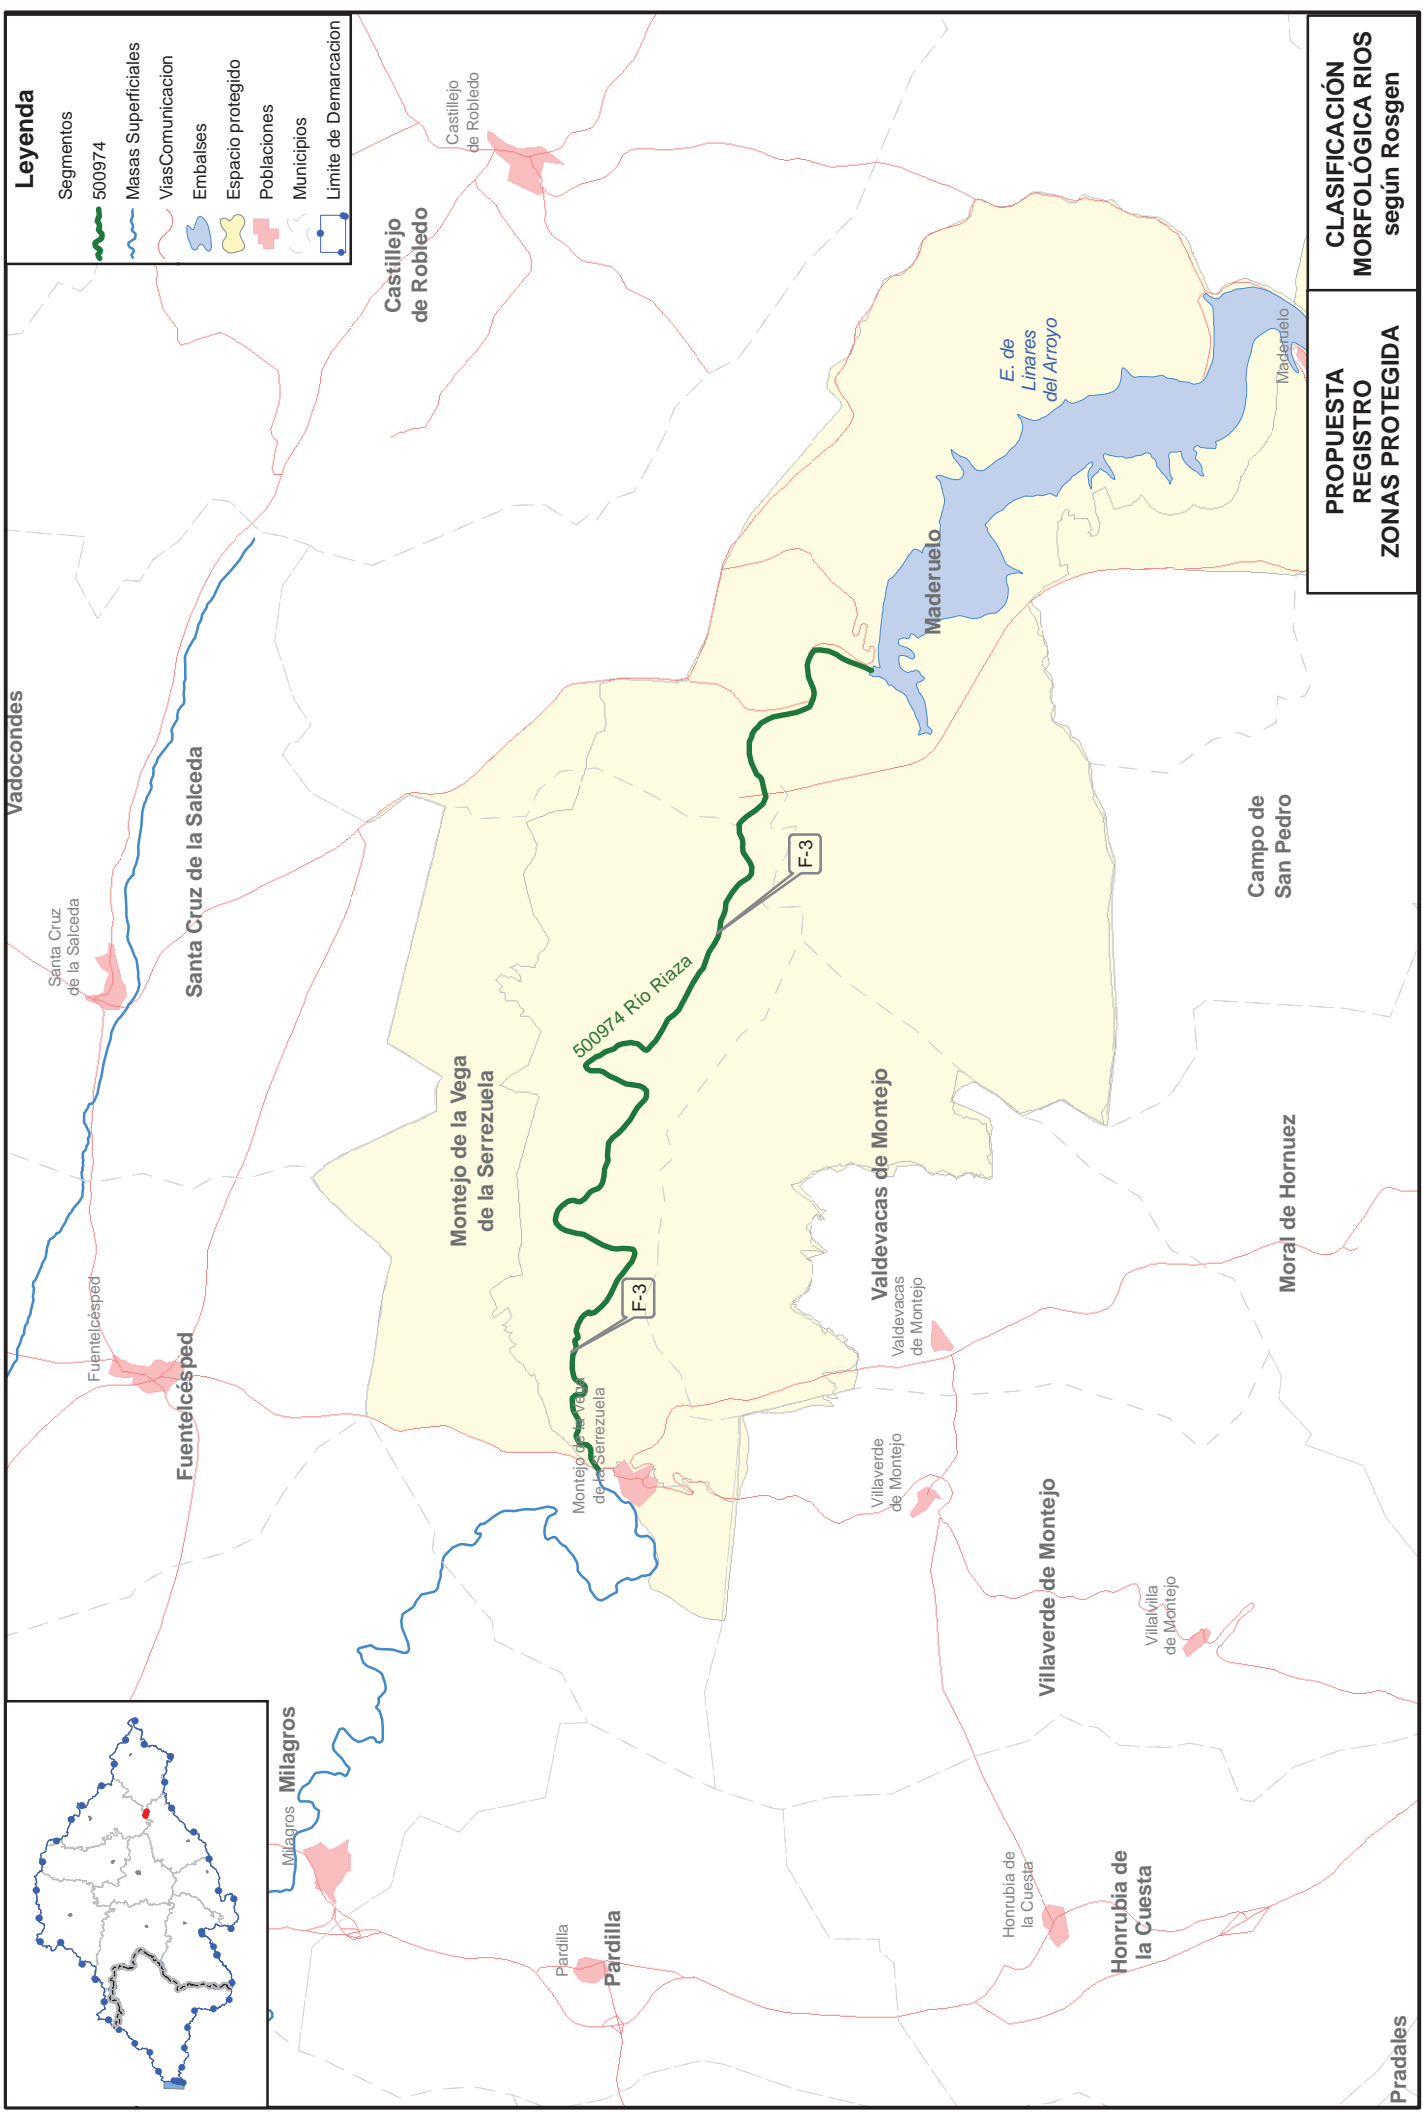 Leyenda
Segmentos
500974
Masas Superficiales
ViasComunicacion
Embalses
Espacio protegido
Poblaciones
Municipios
Limite de Demarcacion
Vadocondes
Santa Cruz
de la Salceda
Santa Cruz de la Salceda
Castillejo
de Robledo
Castillejo
de Robledo
Fuentelcésped
Fuentelcésped
Montejo de la Vega
de la Serrezuela
500974 Río Riaza
F-3
F-3
Montejo de la Vega
de la Serrezuela
E. de
Linares
del Arroyo
Maderuelo
Maderuelo
Milagros
Milagros
Pardilla
Pardilla
Valdevacas de Montejo
Valdevacas
de Montejo
Villaverde
de Montejo
Villaverde de Montejo
Villalvilla
de Montejo
Campo de
San Pedro
Moral de Hornuez
Honrubia de
la Cuesta
Honrubia de
la Cuesta
Pradales
PROPUESTA
REGISTRO
ZONAS PROTEGIDA
CLASIFICACIÓN
MORFOLÓGICA RIOS
según Rosgen